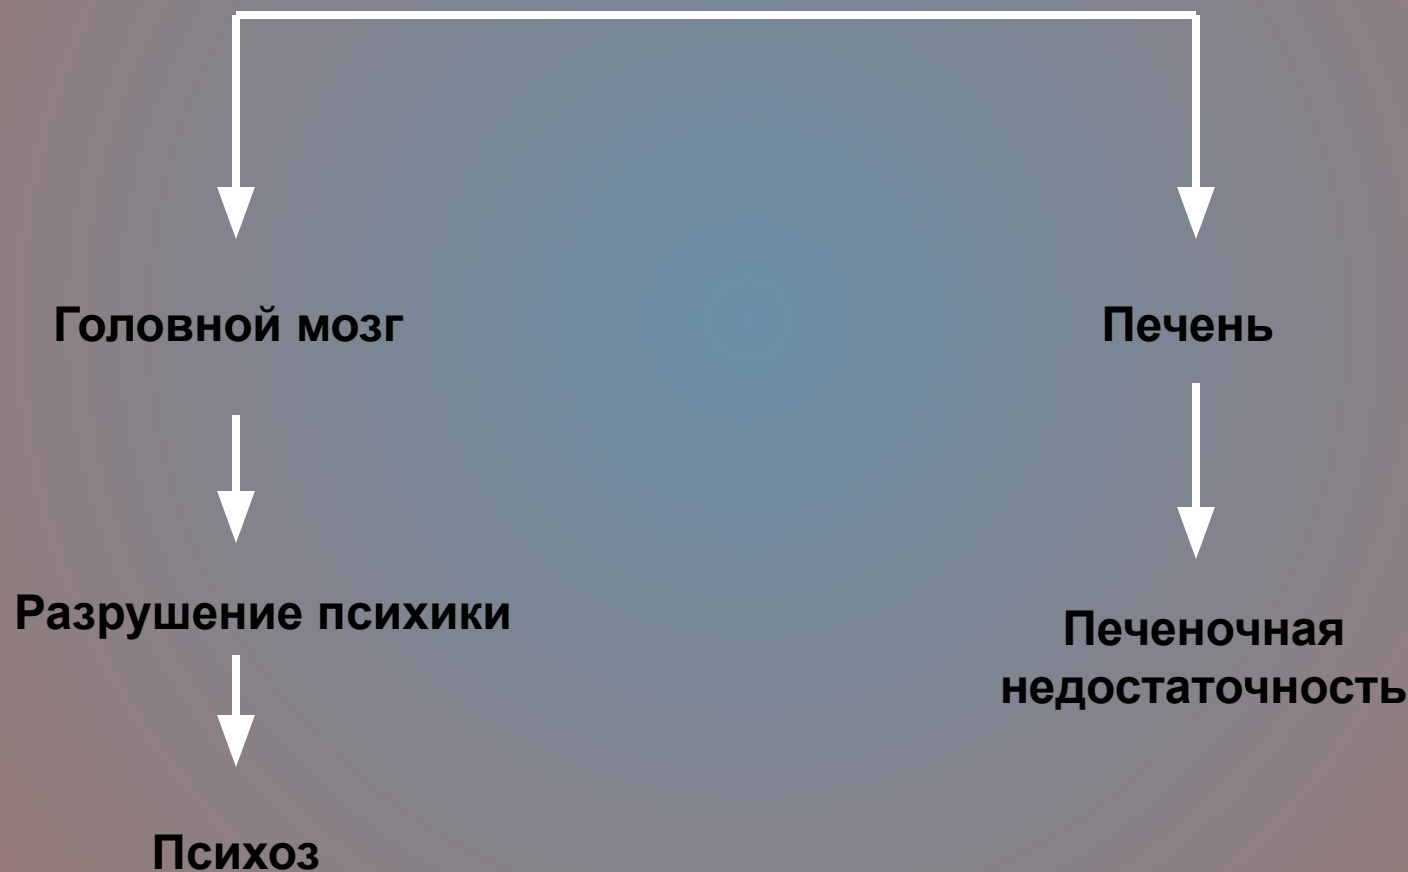 Головной мозг
Печень
Разрушение психики
Печеночная
недостаточность
Психоз